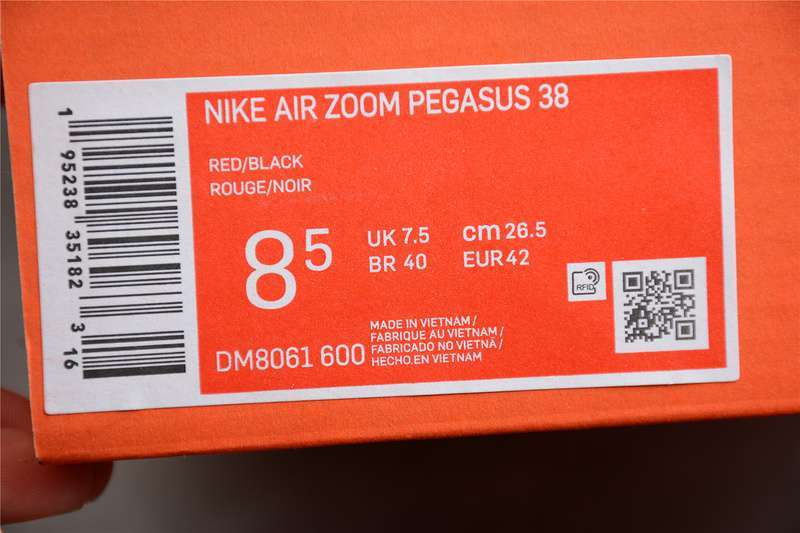 NIKE AIR ZOOM PEGASUS 38
RED/BLACK
ROUGE/NOIR
8 5
UK 7.5 cm 26.5
BR 40 EUR 42
RFID
DM8061 600
MADE IN VIETNAM /
FABRIQUE AU VIETNAM /
FABRICADO NO VIETNÃ /
HECHO EN VIETNAM
1 95238 35182 3 16